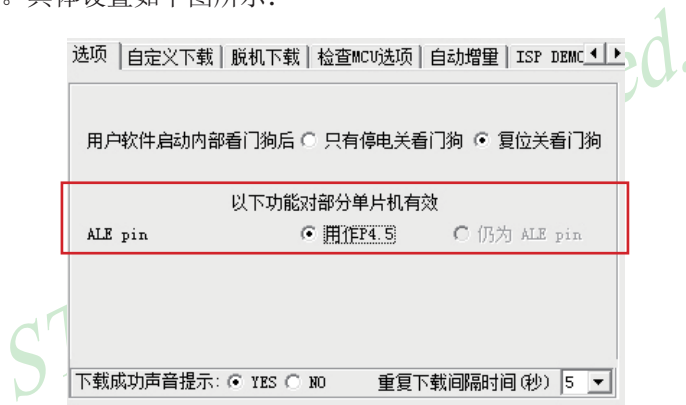 。具体设置如下图所示：
选项 自定义下载 脱机下载 检查MCU选项 自动增量 ISP DEMO
用户软件启动内部看门狗后 只有停电关看门狗 复位关看门狗
以下功能对部分单片机有效
ALE pin 用作P4.5 仍为 ALE pin
下载成功声音提示: YES NO 重复下载间隔时间(秒) 5